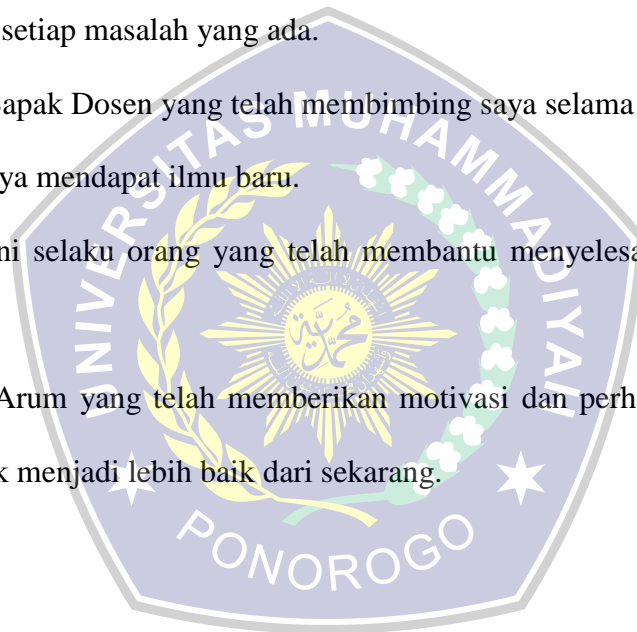 setiap masalah yang ada.
Bapak Dosen yang telah membimbing saya selama
ya mendapat ilmu baru.
ni selaku orang yang telah membantu menyelesa
Arum yang telah memberikan motivasi dan perh
k menjadi lebih baik dari sekarang.
UNIVERSITAS MUHAMMADIYAH
PONOROGO